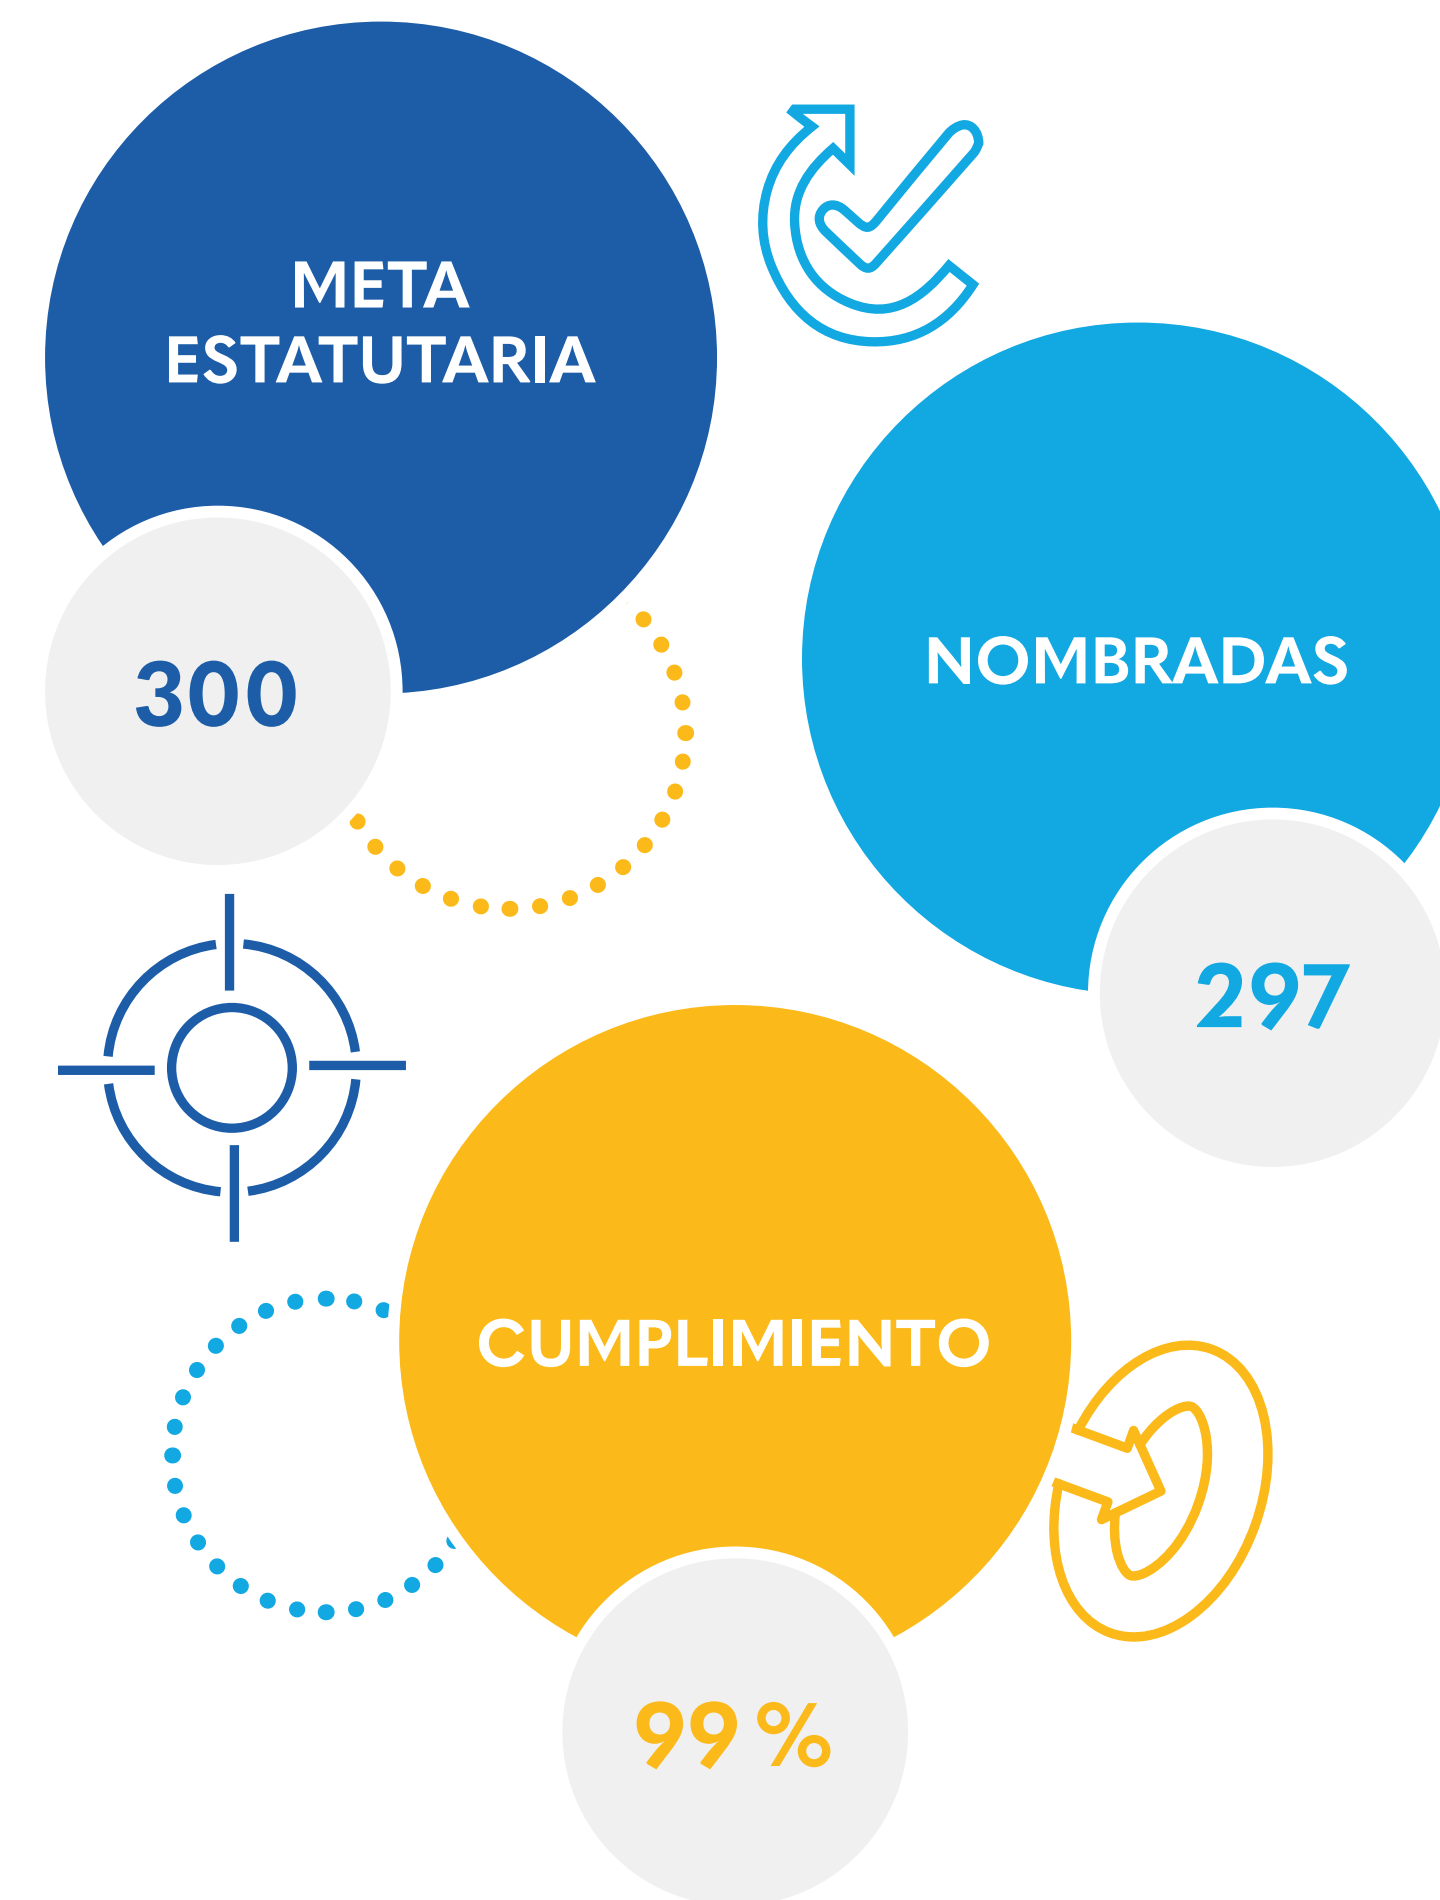 META
ESTATUTARIA
300
NOMBRADAS
297
CUMPLIMIENTO
99 %